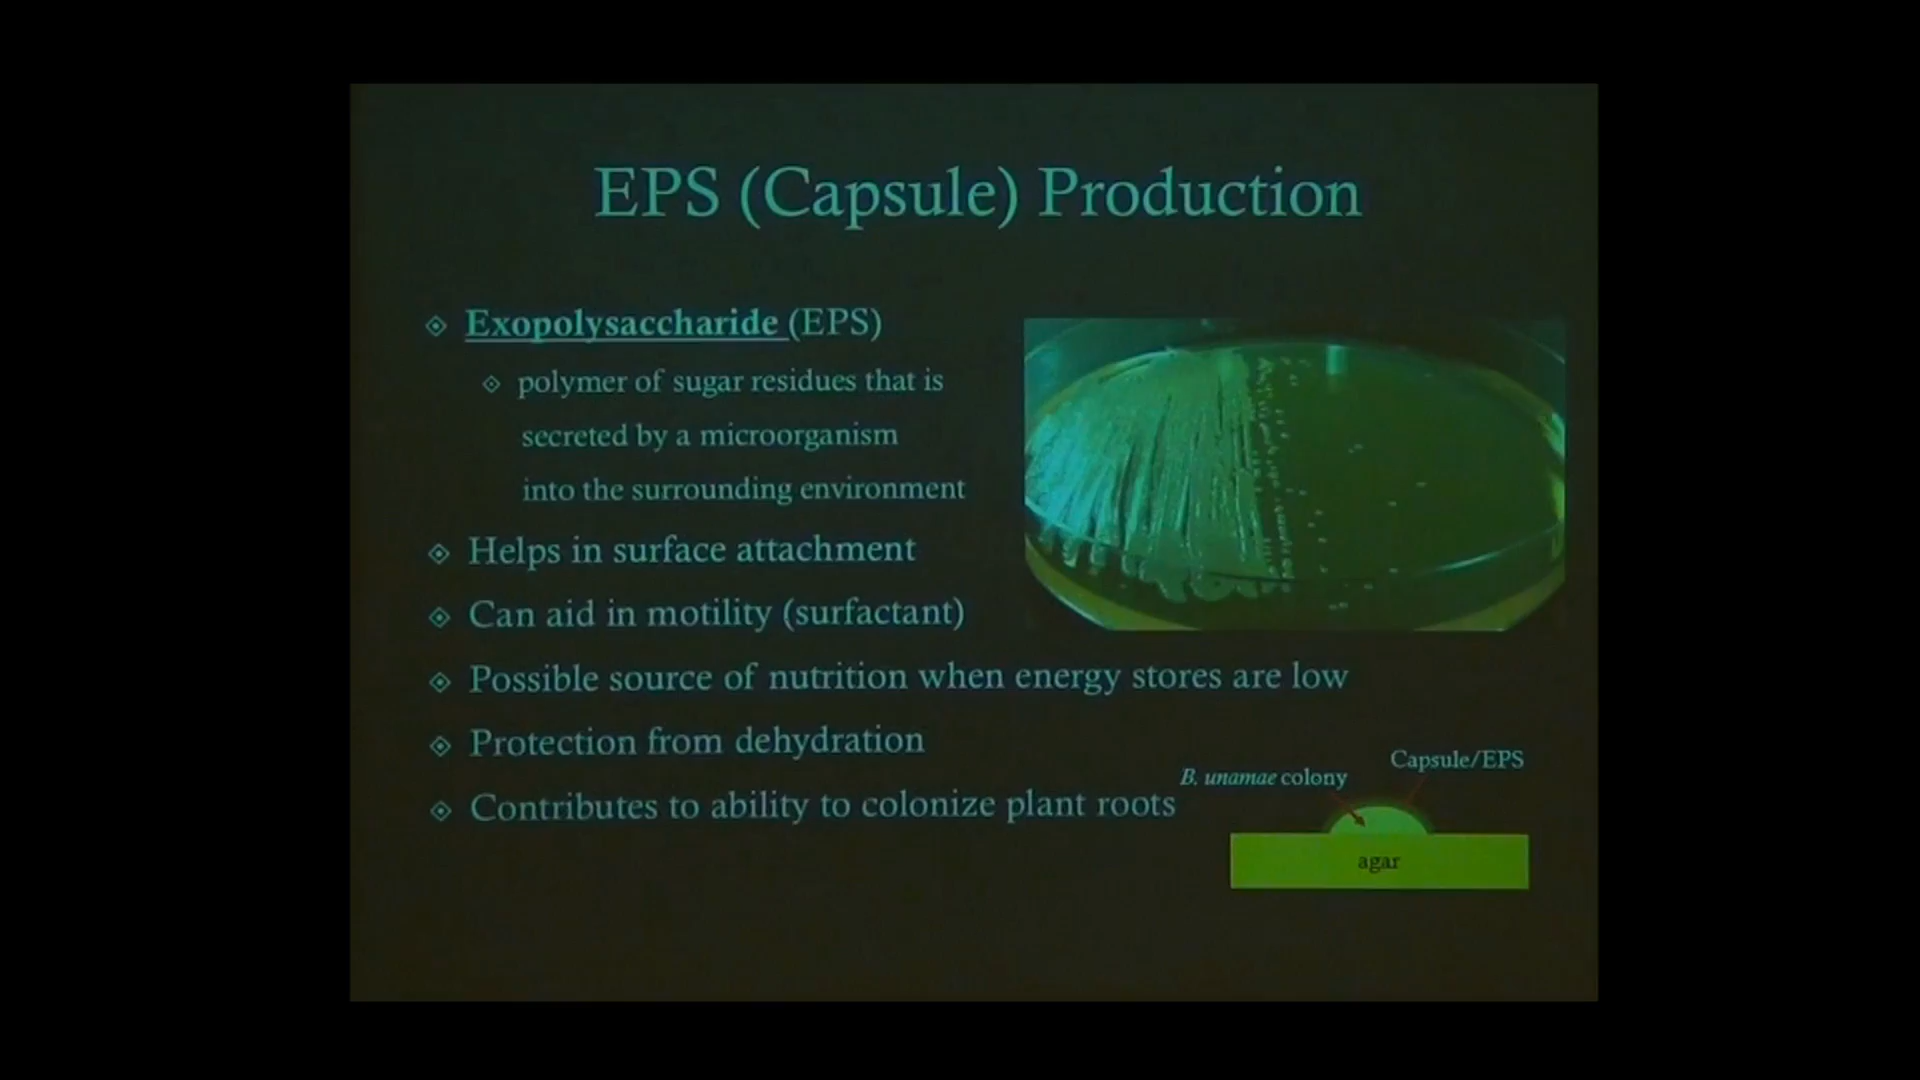 EPS (Capsule) Production
Exopolysaccharide (EPS)
polymer of sugar residues that is
secreted by a microorganism
into the surrounding environment
Helps in surface attachment
Can aid in motility (surfactant)
Possible source of nutrition when energy stores are low
Protection from dehydration
Contributes to ability to colonize plant roots
B. unamae colony
Capsule/EPS
agar